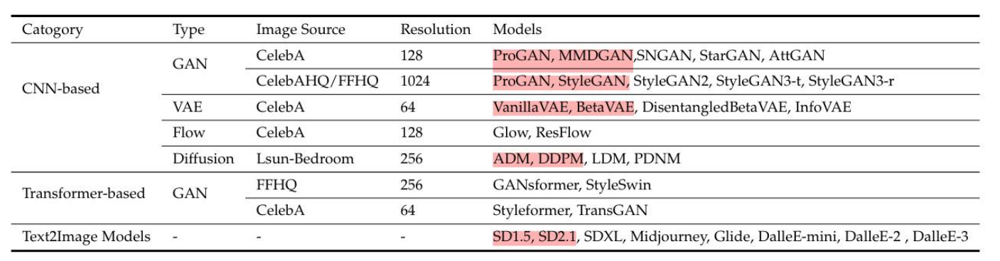 Catogory Type Image Source Resolution Models
GAN CelebA 128 ProGAN, MMDGAN,SNGAN, StarGAN, AttGAN
CNN-based CelebAHQ/FFHQ 1024 ProGAN, StyleGAN, StyleGAN2, StyleGAN3-t, StyleGAN3-r
VAE CelebA 64 VanillaVAE, BetaVAE, DisentangledBetaVAE, InfoVAE
Flow CelebA 128 Glow, ResFlow
Diffusion Lsun-Bedroom 256 ADM, DDPM, LDM, PDNM
Transformer-based GAN FFHQ 256 GANsformer, StyleSwin
CelebA 64 Styleformer, TransGAN
Text2Image Models - - - SD1.5, SD2.1, SDXL, Midjourney, Glide, DalleE-mini, DalleE-2 , DalleE-3